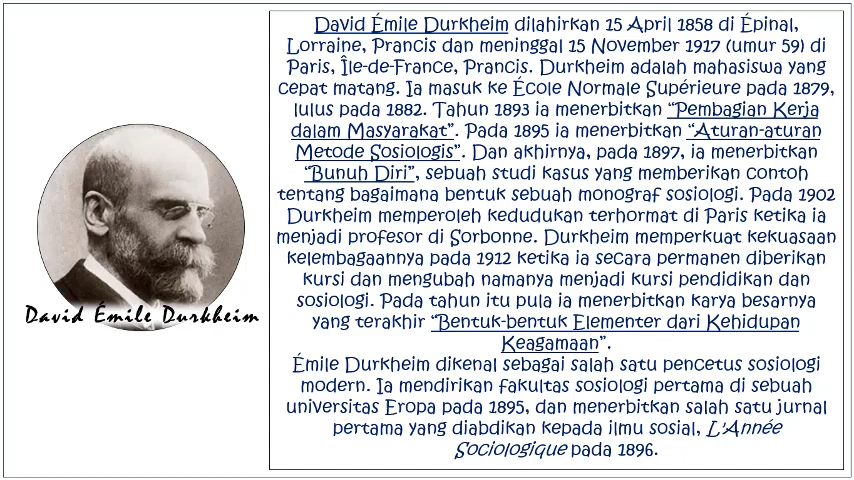 David Émile Durkheim dilahirkan 15 April 1858 di Épinal,
Lorraine, Prancis dan meninggal 15 November 1917 (umur 59) di
Paris, Île-de-France, Prancis. Durkheim adalah mahasiswa yang
cepat matang. Ia masuk ke École Normale Supérieure pada 1879,
lulus pada 1882. Tahun 1893 ia menerbitkan “Pembagian Kerja
dalam Masyarakat”. Pada 1895 ia menerbitkan “Aturan-aturan
Metode Sosiologis”. Dan akhirnya, pada 1897, ia menerbitkan
“Bunuh Diri”, sebuah studi kasus yang memberikan contoh
tentang bagaimana bentuk sebuah monograf sosiologi. Pada 1902
Durkheim memperoleh kedudukan terhormat di Paris ketika ia
menjadi profesor di Sorbonne. Durkheim memperkuat kekuasaan
kelembagaannya pada 1912 ketika ia secara permanen diberikan
kursi dan mengubah namanya menjadi kursi pendidikan dan
sosiologi. Pada tahun itu pula ia menerbitkan karya besarnya
yang terakhir “Bentuk-bentuk Elementer dari Kehidupan
Keagamaan”.
Émile Durkheim dikenal sebagai salah satu pencetus sosiologi
modern. Ia mendirikan fakultas sosiologi pertama di sebuah
universitas Eropa pada 1895, dan menerbitkan salah satu jurnal
pertama yang diabdikan kepada ilmu sosial, L'Année
Sociologique pada 1896.
David Émile Durkheim